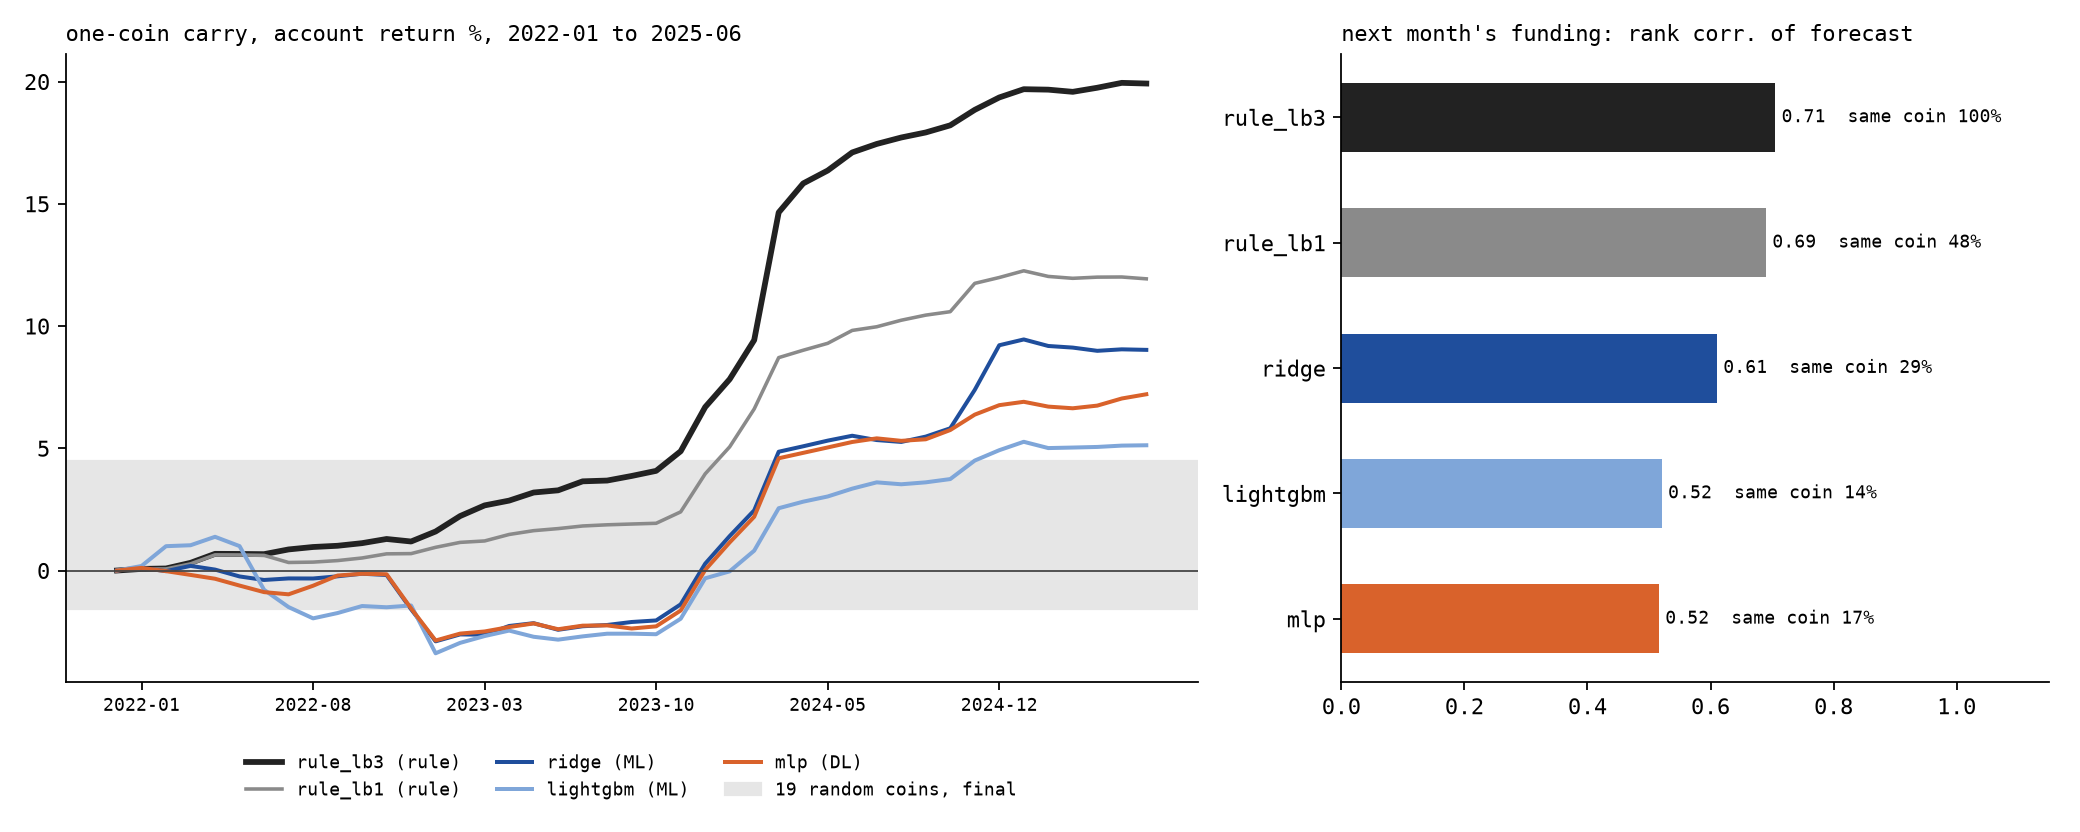 one-coin carry, account return %, 2022-01 to 2025-06
20
15
10
5
0
2022-01
2022-08
2023-03
2023-10
2024-05
2024-12
rule_lb3 (rule)
rule_lb1 (rule)
ridge (ML)
lightgbm (ML)
mlp (DL)
19 random coins, final
next month's funding: rank corr. of forecast
rule_lb3
0.71 same coin 100%
rule_lb1
0.69 same coin 48%
ridge
0.61 same coin 29%
lightgbm
0.52 same coin 14%
mlp
0.52 same coin 17%
0.0
0.2
0.4
0.6
0.8
1.0